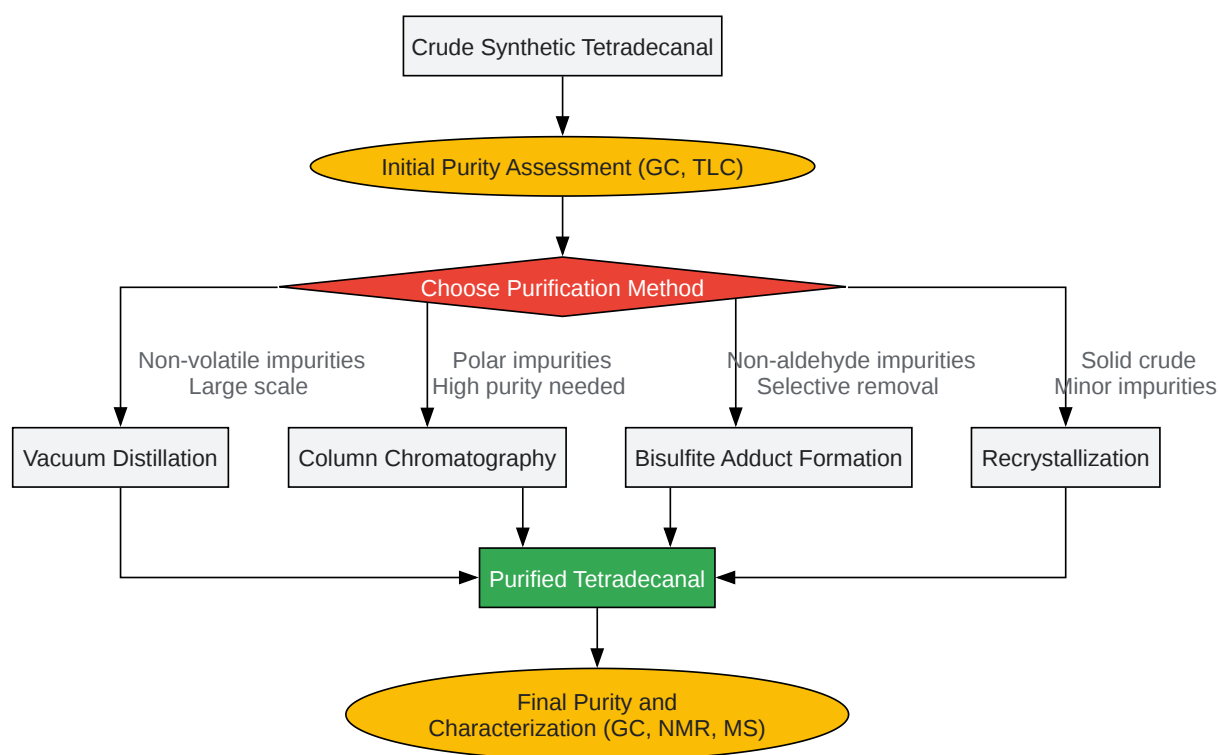 Crude Synthetic Tetradecanal
Initial Purity Assessment (GC, TLC)
Choose Purification Method
Non-volatile impurities
Large scale
Polar impurities
High purity needed
Non-aldehyde impurities
Selective removal
Solid crude
Minor impurities
Vacuum Distillation
Column Chromatography
Bisulfite Adduct Formation
Recrystallization
Purified Tetradecanal
Final Purity and
Characterization (GC, NMR, MS)